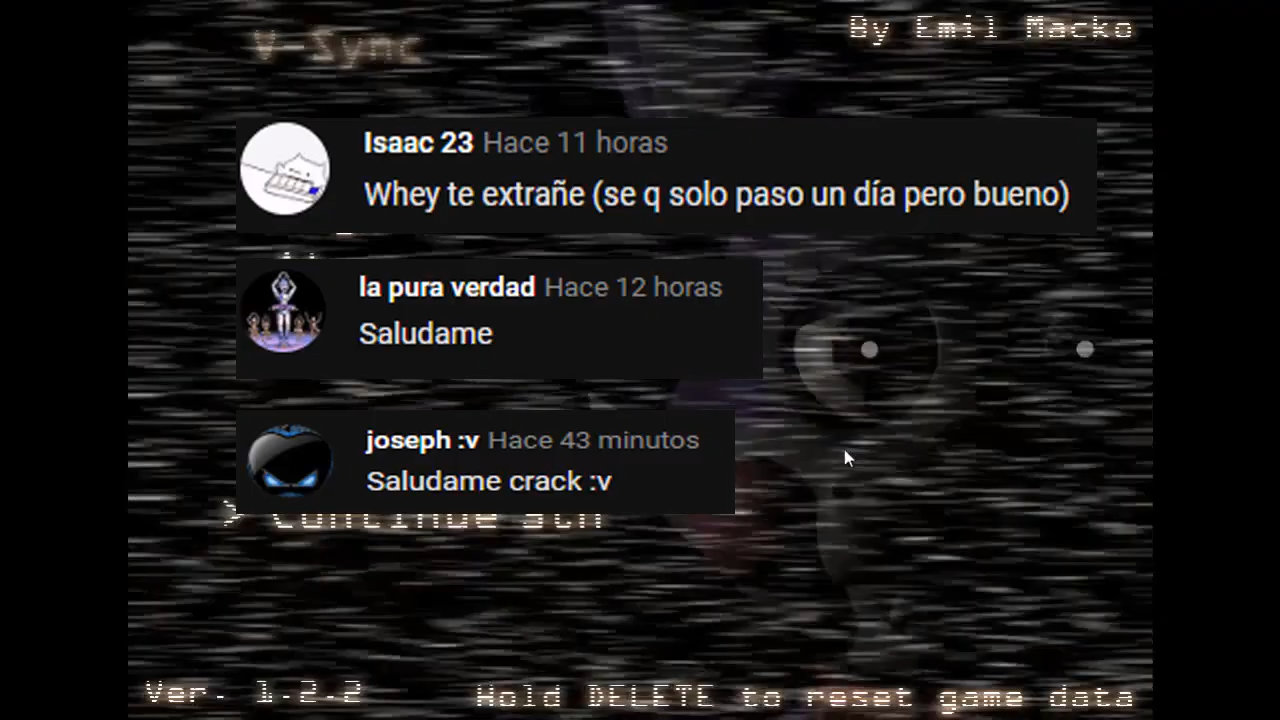 V-Sync
By Emil Macko
Isaac 23 Hace 11 horas
Whey te extrañe (se q solo paso un día pero bueno)
la pura verdad Hace 12 horas
Saludame
joseph :v Hace 43 minutos
Saludame crack :v
> Continue 9th
Ver. 1.2.2
Hold DELETE to reset game data